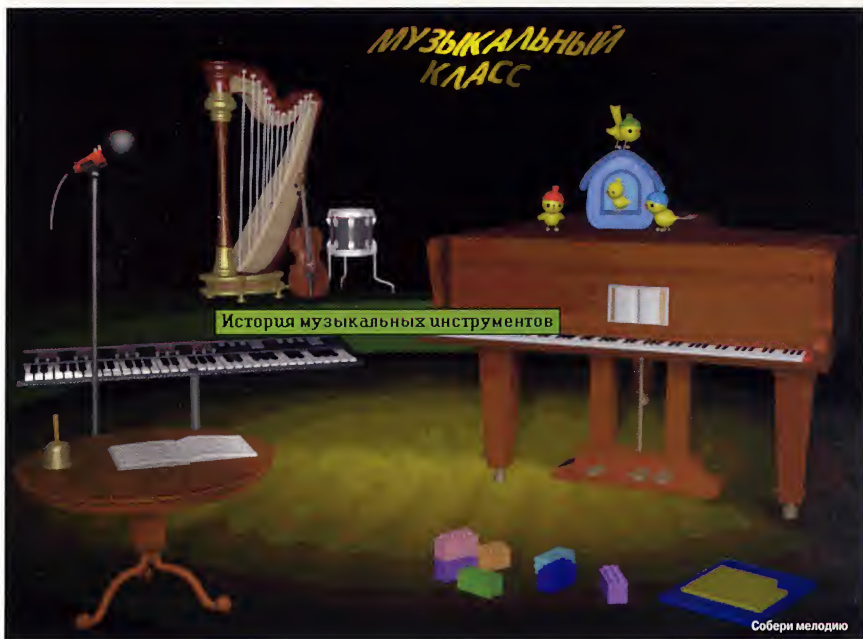 МУЗЫКАЛЬНЫЙ
КЛАСС
История музыкальных инструментов
Собери мелодию